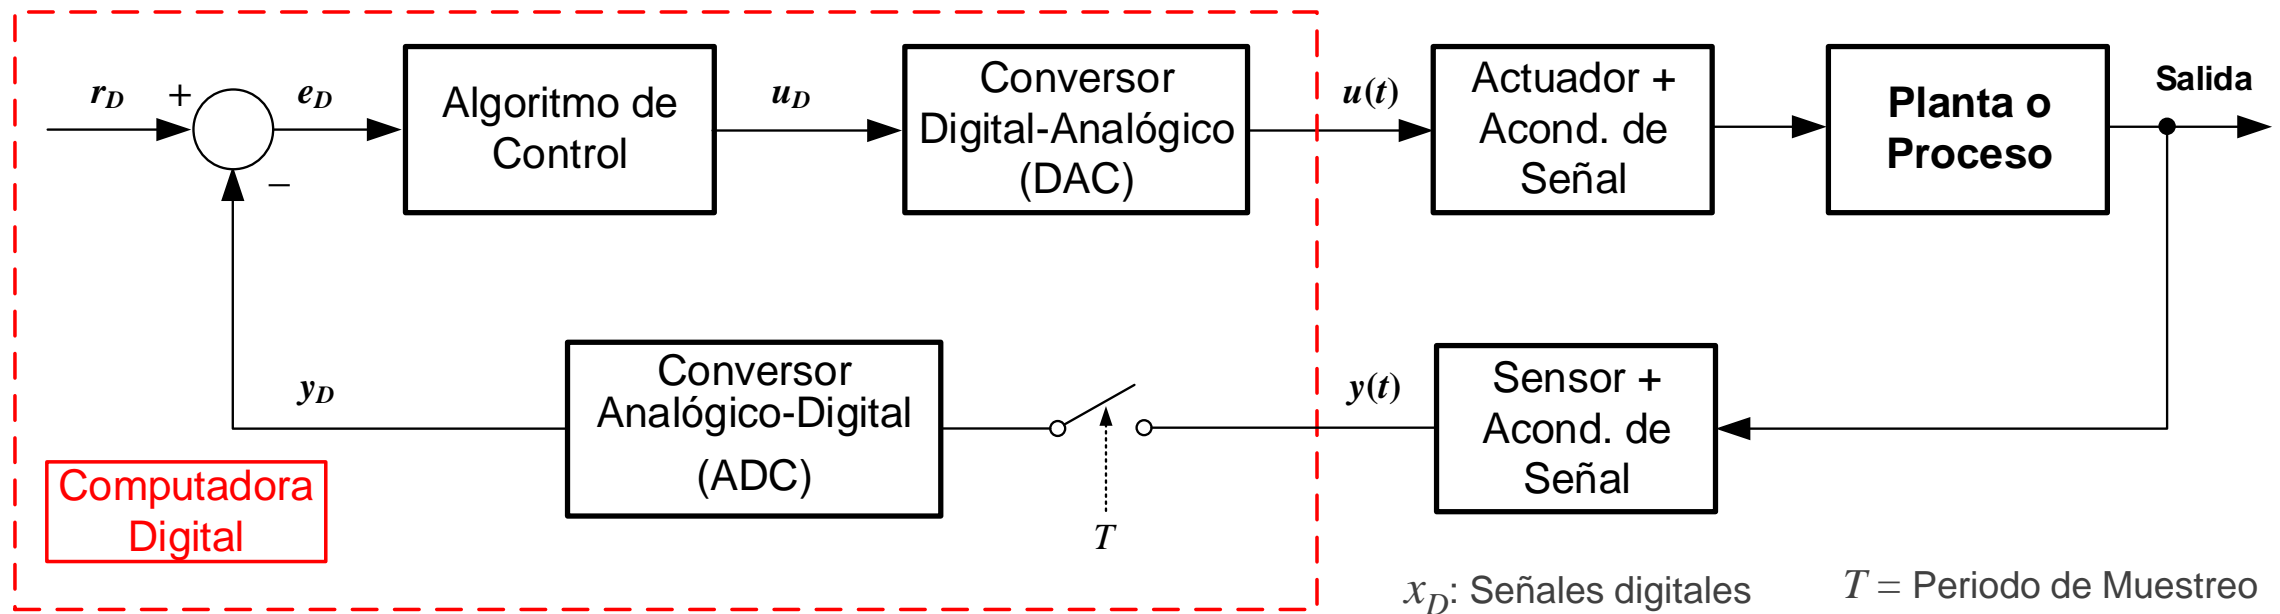 r_D
+
−
e_D
Algoritmo de
Control
u_D
Conversor
Digital-Analógico
(DAC)
u(t)
Actuador +
Acond. de
Señal
Planta o
Proceso
Salida
y_D
Conversor
Analógico-Digital
(ADC)
T
y(t)
Sensor +
Acond. de
Señal
Computadora
Digital
x_D: Señales digitales
T = Periodo de Muestreo